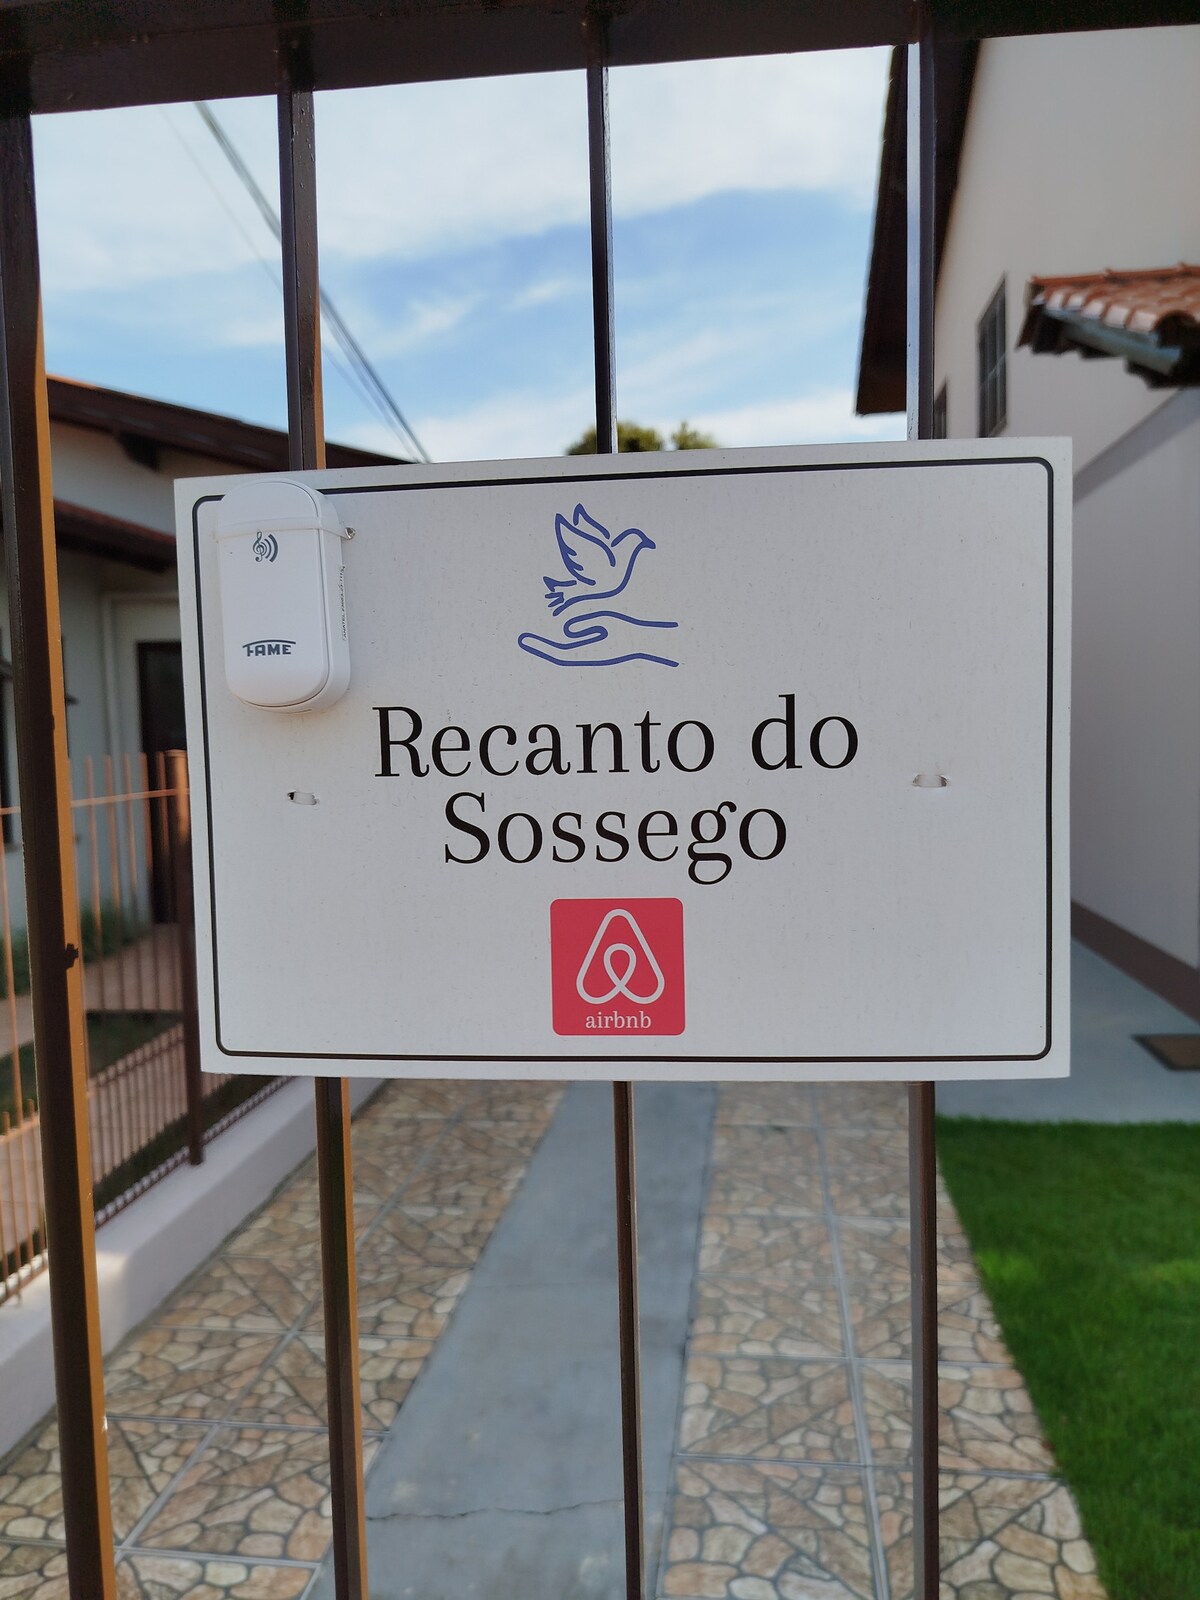 FAME
Recanto do
Sossego
airbnb